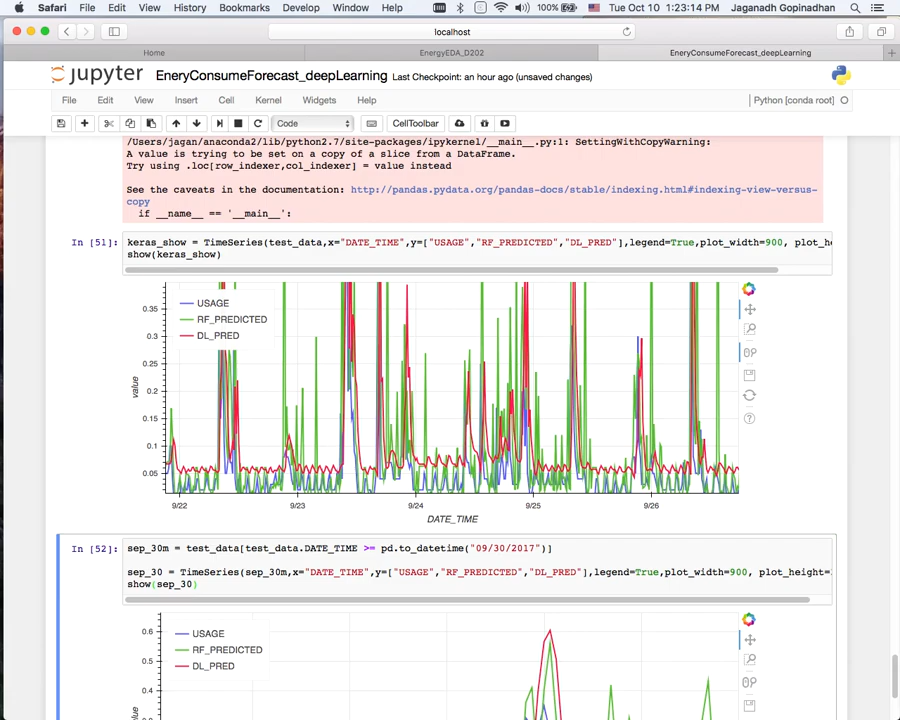 Safari File Edit View History Bookmarks Develop Window Help 100% Tue Oct 10 1:23:14 PM Jaganadh Gopinadhan
localhost
Home EnergyEDA_D202 EneryConsumeForecast_deepLearning
jupyter EneryConsumeForecast_deepLearning Last Checkpoint: an hour ago (unsaved changes)
File Edit View Insert Cell Kernel Widgets Help Python [conda root]
Code CellToolbar
/Users/jagan/anaconda2/lib/python2.7/site-packages/ipykernel/__main__.py:1: SettingWithCopyWarning:
A value is trying to be set on a copy of a slice from a DataFrame.
Try using .loc[row_indexer,col_indexer] = value instead
See the caveats in the documentation: http://pandas.pydata.org/pandas-docs/stable/indexing.html#indexing-view-versus-
copy
if __name__ == '__main__':
In [51]: keras_show = TimeSeries(test_data,x="DATE_TIME",y=["USAGE","RF_PREDICTED","DL_PRED"],legend=True,plot_width=900, plot_he
show(keras_show)
USAGE
RF_PREDICTED
DL_PRED
0.35
0.3
0.25
0.2
0.15
0.1
0.05
value
9/22 9/23 9/24 9/25 9/26
DATE_TIME
In [52]: sep_30m = test_data[test_data.DATE_TIME >= pd.to_datetime("09/30/2017")]
sep_30 = TimeSeries(sep_30m,x="DATE_TIME",y=["USAGE","RF_PREDICTED","DL_PRED"],legend=True,plot_width=900, plot_height=
show(sep_30)
USAGE
RF_PREDICTED
DL_PRED
0.6
0.5
0.4